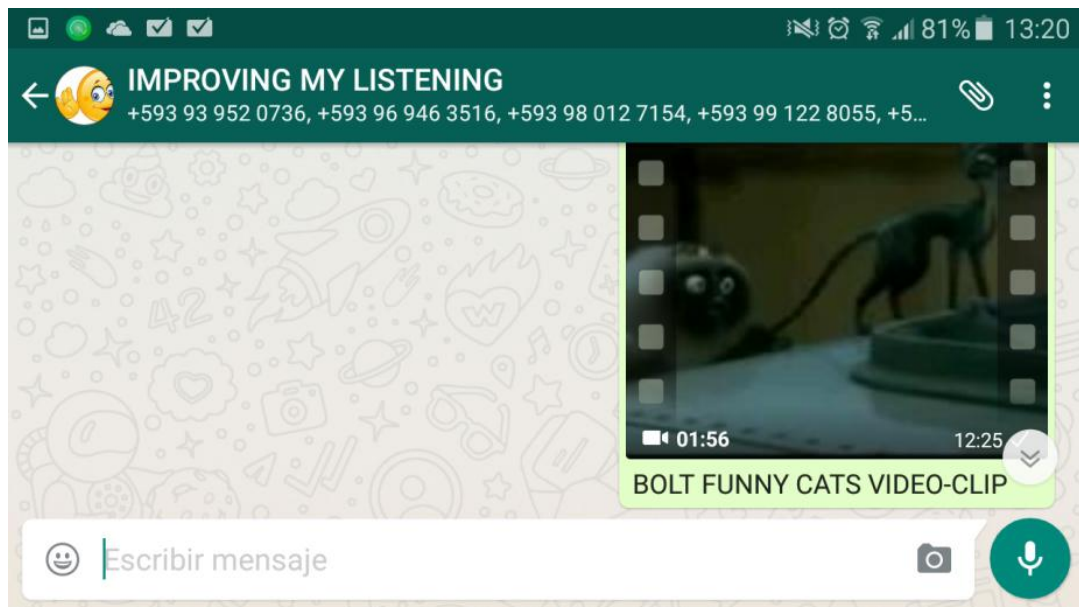 81% 13:20
IMPROVING MY LISTENING
+593 93 952 0736, +593 96 946 3516, +593 98 012 7154, +593 99 122 8055, +5...
01:56 12:25
BOLT FUNNY CATS VIDEO-CLIP
Escribir mensaje